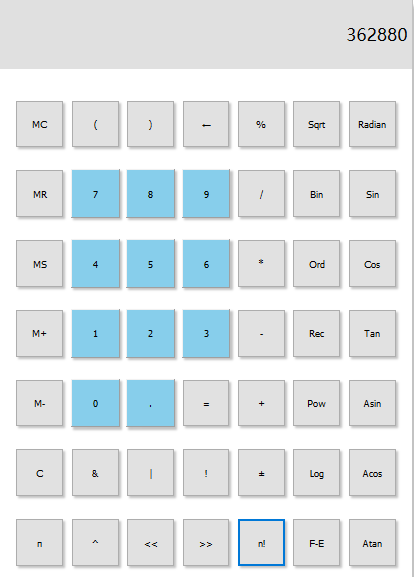 362880
MC ( ) ← % Sqrt Radian
MR 7 8 9 / Bin Sin
MS 4 5 6 * Ord Cos
M+ 1 2 3 - Rec Tan
M- 0 . = + Pow Asin
C & | ! ± Log Acos
n ^ << >> n! F-E Atan